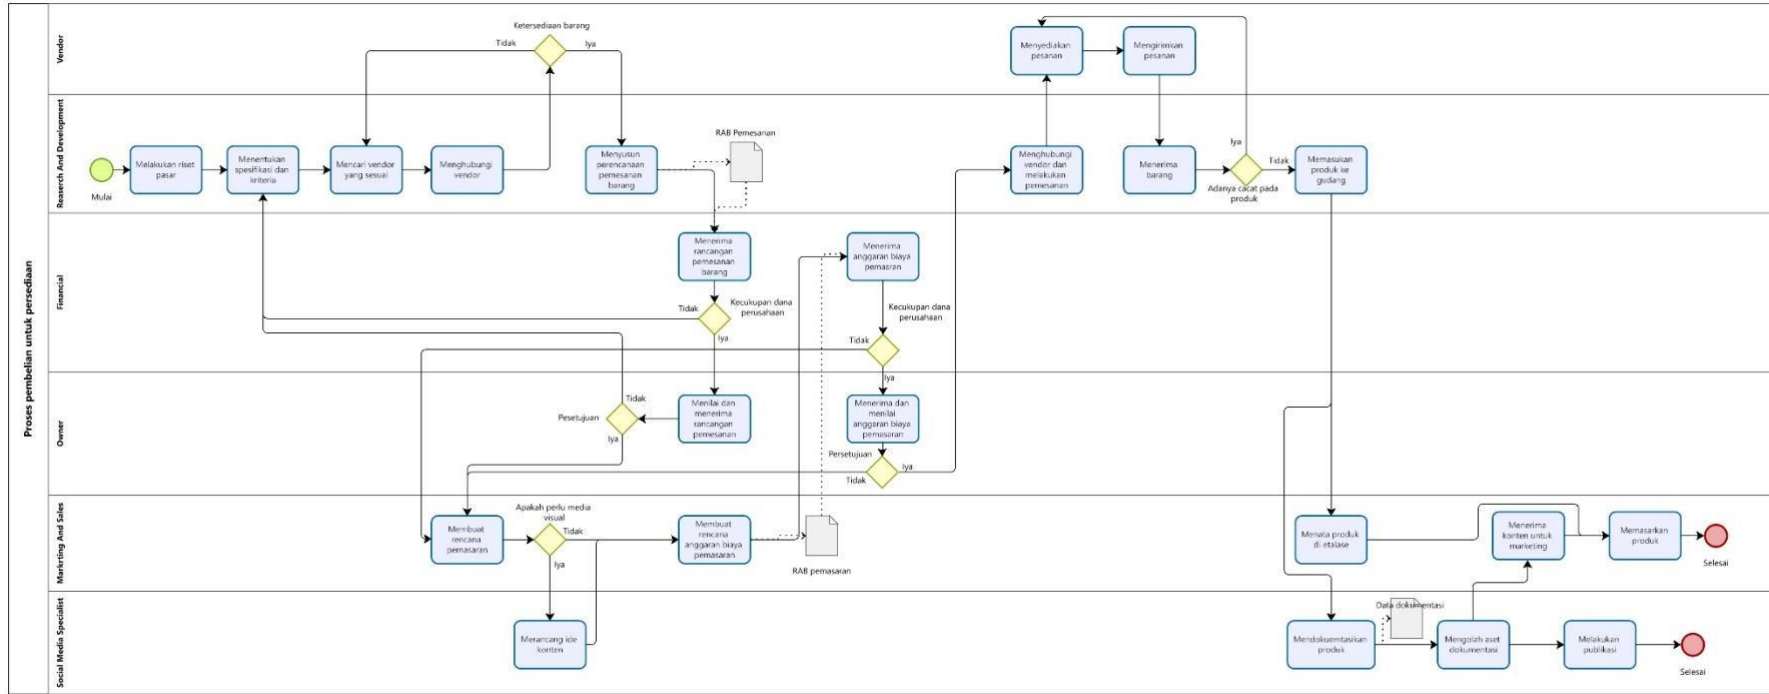 Proses pembelian untuk persediaan
Vendor
Ketersediaan barang
Tidak
Iya
Menyediakan
pesanan
Mengirimkan
pesanan
Reaserch And Development
Mulai
Melakukan riset
pasar
Menentukan
spesifikasi dan
kriteria
Mencari vendor
yang sesuai
Menghubungi
vendor
Menyusun
perencanaan
pemesanan
barang
RAB Pemesanan
Menghubungi
vendor dan
melakukan
pemesanan
Menerima
barang
Iya
Tidak
Adanya cacat pada
produk
Memasukan
produk ke
gudang
Financial
Menerima
rancangan
pemesanan
barang
Tidak
Kecukupan dana
perusahaan
Iya
Menerima
anggaran biaya
pemasran
Kecukupan dana
perusahaan
Tidak
Iya
Owner
Pesetujuan
Tidak
Iya
Menilai dan
menerima
rancangan
pemesanan
Menerima dan
menilai
anggaran biaya
pemasaran
Persetujuan
Iya
Tidak
Markrting And Sales
Membuat
rencana
pemasaran
Apakah perlu media
visual
Tidak
Iya
Membuat
rencana
anggaran biaya
pemasaran
RAB pemasaran
Menata produk
di etalase
Menerima
konten untuk
marketing
Memasarkan
produk
Selesai
Social Media Specialist
Merancang ide
konten
Mendokuemtasikan
produk
Data dokumentasi
Mengolah aset
dokumentasi
Melakukan
publikasi
Selesai